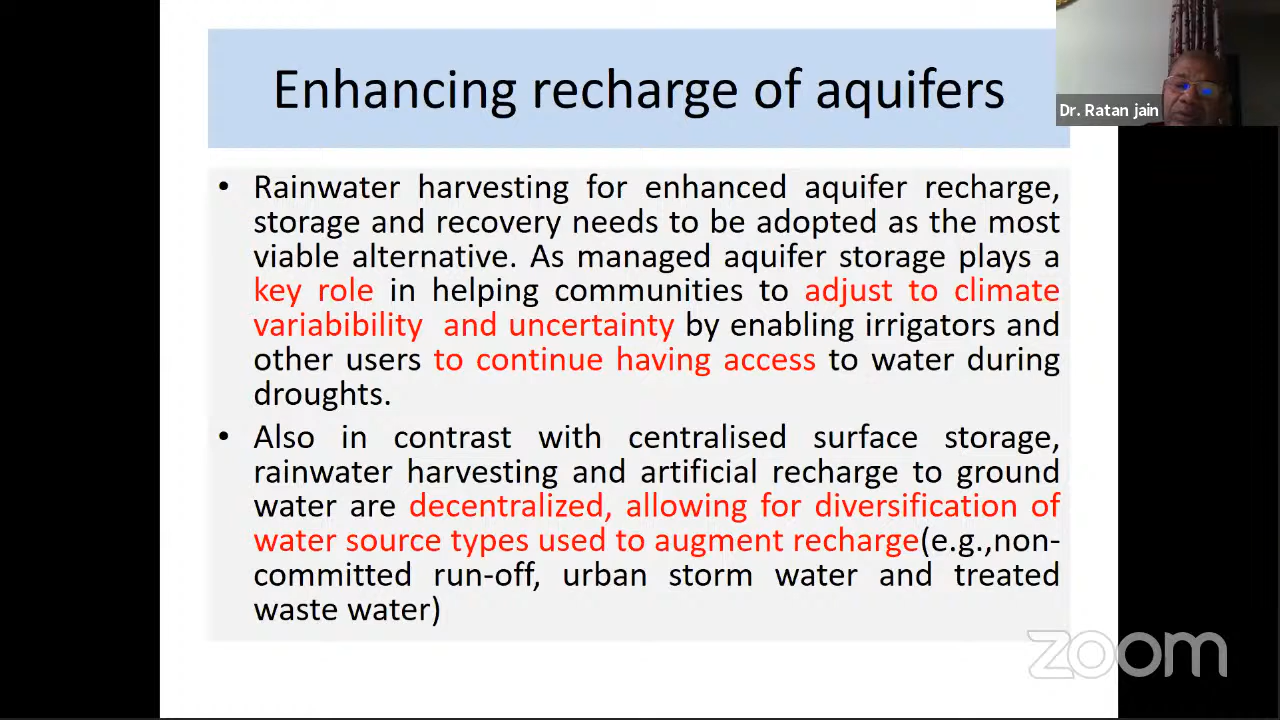 Enhancing recharge of aquifers
Dr. Ratan jain
• Rainwater harvesting for enhanced aquifer recharge,
storage and recovery needs to be adopted as the most
viable alternative. As managed aquifer storage plays a
key role in helping communities to adjust to climate
variabibility and uncertainty by enabling irrigators and
other users to continue having access to water during
droughts.
• Also in contrast with centralised surface storage,
rainwater harvesting and artificial recharge to ground
water are decentralized, allowing for diversification of
water source types used to augment recharge(e.g.,non-
committed run-off, urban storm water and treated
waste water)
zoom